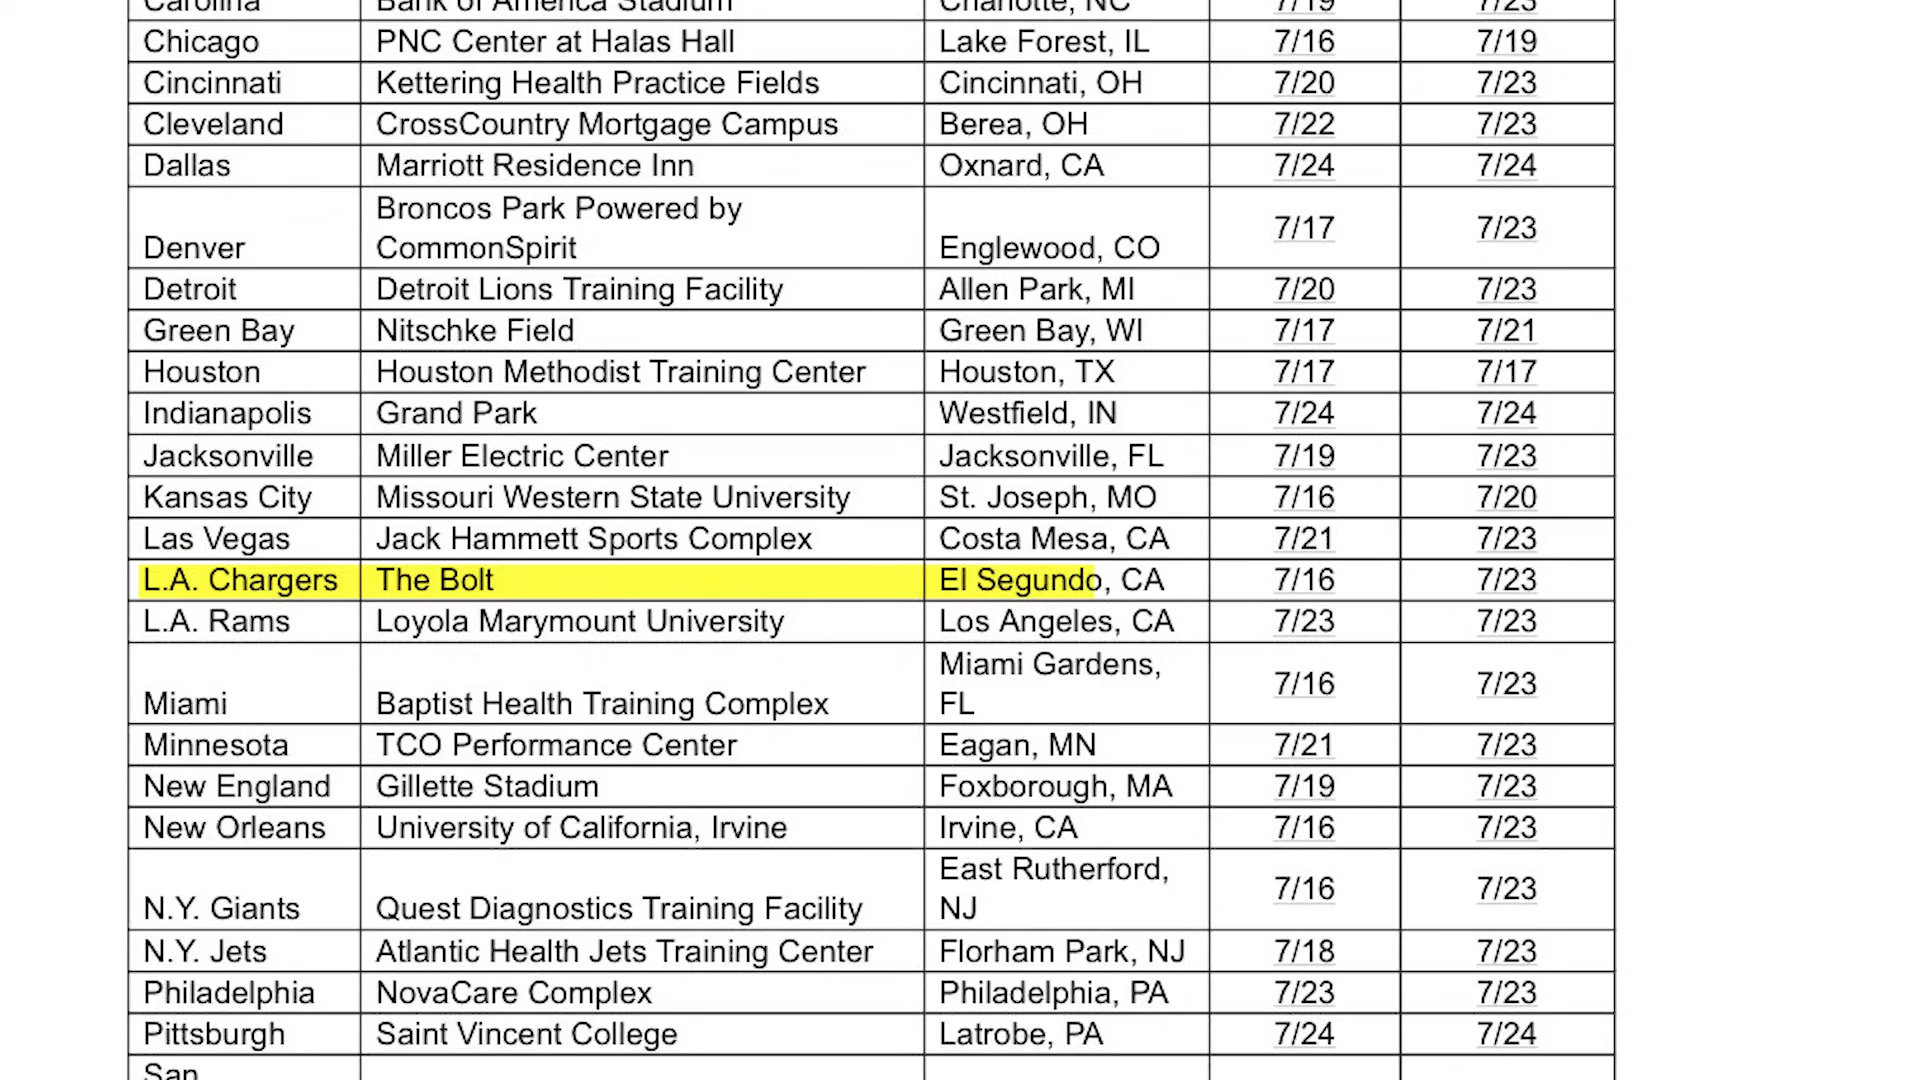 Carolina Bank of America Stadium Charlotte, NC 7/19 7/23
Chicago PNC Center at Halas Hall Lake Forest, IL 7/16 7/19
Cincinnati Kettering Health Practice Fields Cincinnati, OH 7/20 7/23
Cleveland CrossCountry Mortgage Campus Berea, OH 7/22 7/23
Dallas Marriott Residence Inn Oxnard, CA 7/24 7/24
Broncos Park Powered by
Denver CommonSpirit Englewood, CO 7/17 7/23
Detroit Detroit Lions Training Facility Allen Park, MI 7/20 7/23
Green Bay Nitschke Field Green Bay, WI 7/17 7/21
Houston Houston Methodist Training Center Houston, TX 7/17 7/17
Indianapolis Grand Park Westfield, IN 7/24 7/24
Jacksonville Miller Electric Center Jacksonville, FL 7/19 7/23
Kansas City Missouri Western State University St. Joseph, MO 7/16 7/20
Las Vegas Jack Hammett Sports Complex Costa Mesa, CA 7/21 7/23
L.A. Chargers The Bolt El Segundo, CA 7/16 7/23
L.A. Rams Loyola Marymount University Los Angeles, CA 7/23 7/23
Miami Gardens,
Miami Baptist Health Training Complex FL 7/16 7/23
Minnesota TCO Performance Center Eagan, MN 7/21 7/23
New England Gillette Stadium Foxborough, MA 7/19 7/23
New Orleans University of California, Irvine Irvine, CA 7/16 7/23
East Rutherford,
N.Y. Giants Quest Diagnostics Training Facility NJ 7/16 7/23
N.Y. Jets Atlantic Health Jets Training Center Florham Park, NJ 7/18 7/23
Philadelphia NovaCare Complex Philadelphia, PA 7/23 7/23
Pittsburgh Saint Vincent College Latrobe, PA 7/24 7/24
San